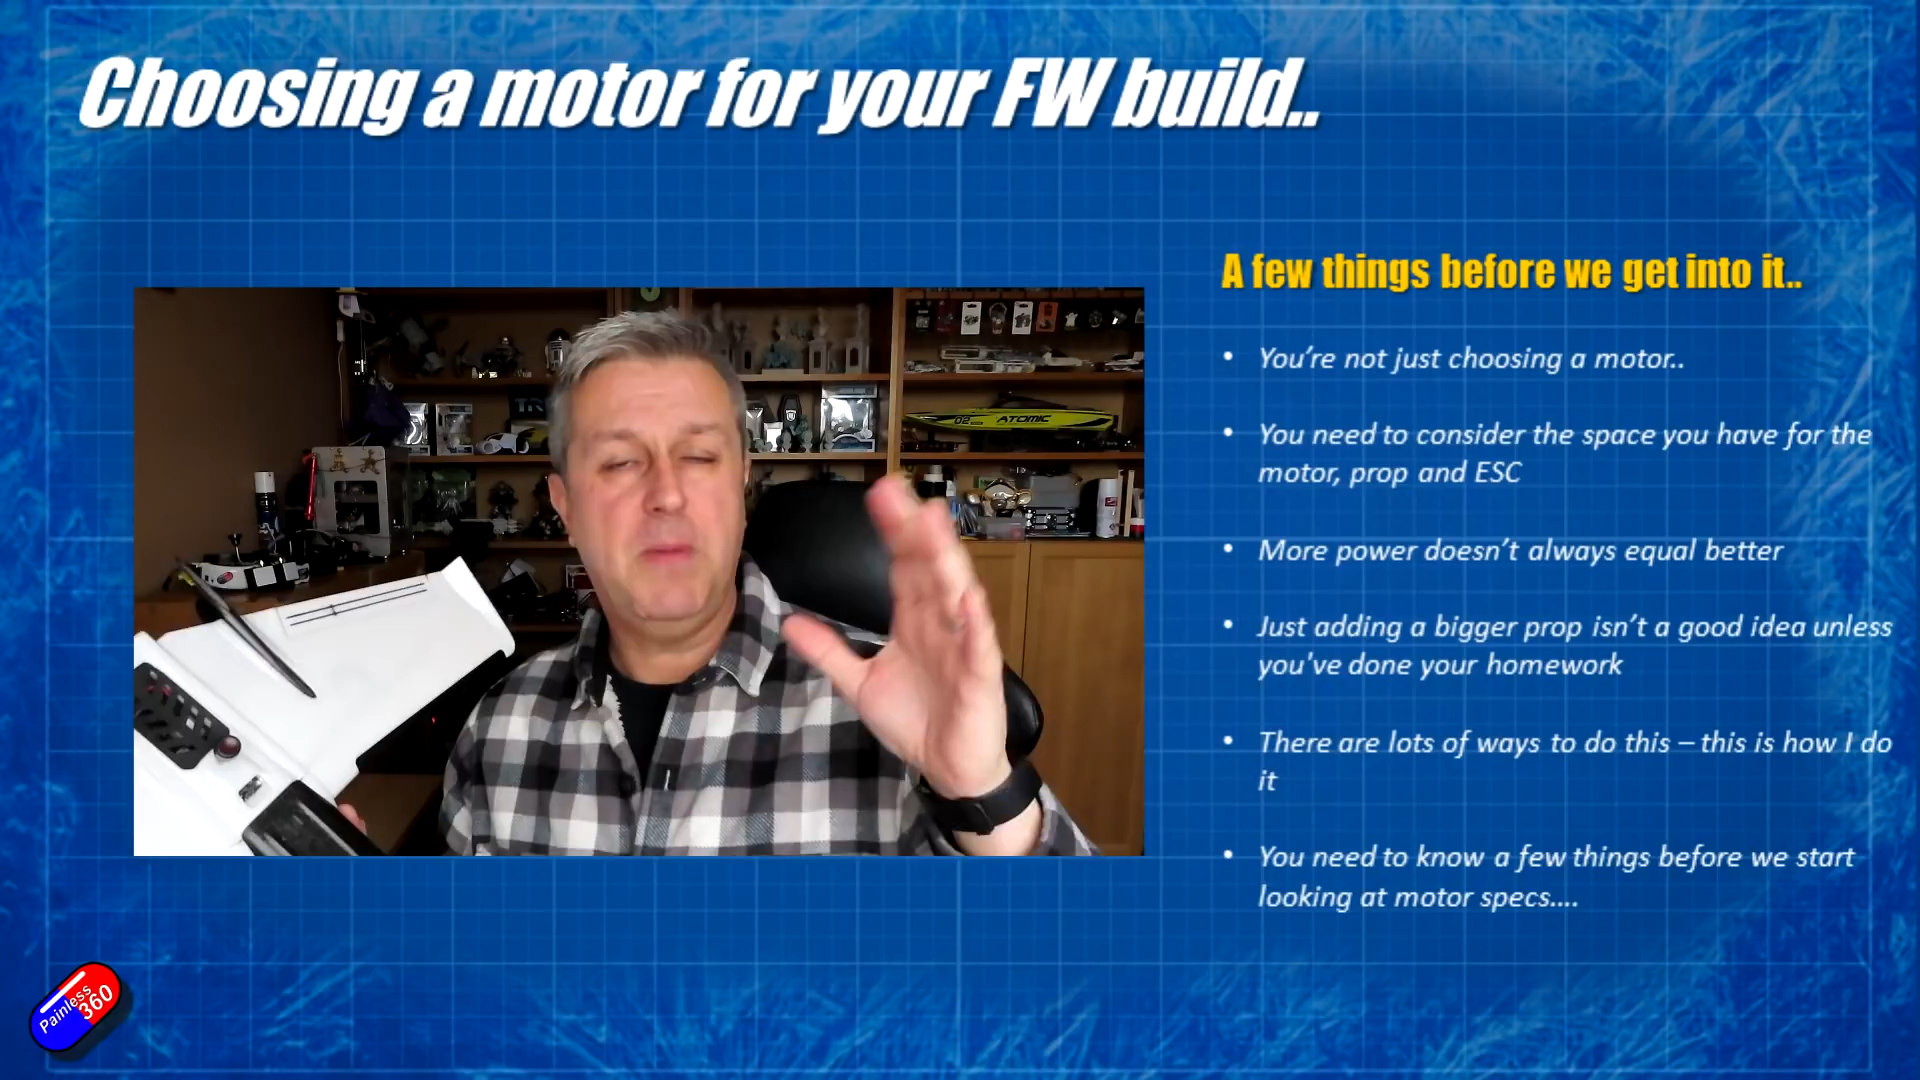 Choosing a motor for your FW build..
A few things before we get into it..
• You're not just choosing a motor..
• You need to consider the space you have for the
motor, prop and ESC
• More power doesn't always equal better
• Just adding a bigger prop isn't a good idea unless
you've done your homework
• There are lots of ways to do this – this is how I do
it
• You need to know a few things before we start
looking at motor specs....
TR
02
ATOMIC
Painless
360